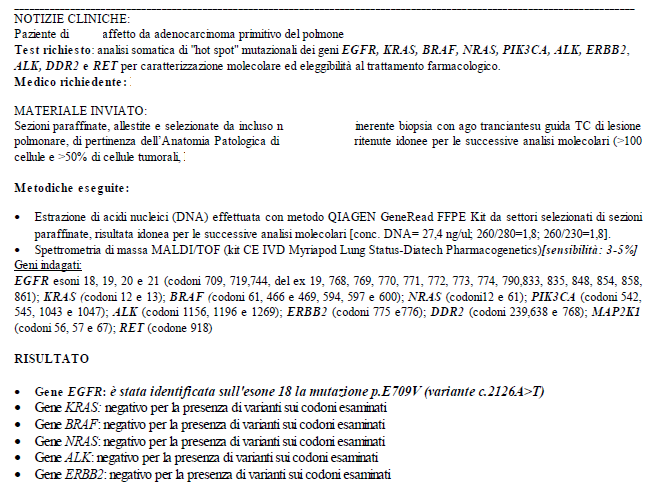 NOTIZIE CLINICHE:
Paziente di affetto da adenocarcinoma primitivo del polmone
Test richiesto: analisi somatica di "hot spot" mutazionali dei geni EGFR, KRAS, BRAF, NRAS, PIK3CA, ALK, ERBB2,
ALK, DDR2 e RET per caratterizzazione molecolare ed eleggibilità al trattamento farmacologico.
Medico richiedente:
MATERIALE INVIATO:
Sezioni paraffinate, allestite e selezionate da incluso n inerente biopsia con ago tranciantesu guida TC di lesione
polmonare, di pertinenza dell'Anatomia Patologica di ritenute idonee per le successive analisi molecolari (>100
cellule e >50% di cellule tumorali,
Metodiche eseguite:
• Estrazione di acidi nucleici (DNA) effettuata con metodo QIAGEN GeneRead FFPE Kit da settori selezionati di sezioni
paraffinate, risultata idonea per le successive analisi molecolari [conc. DNA= 27,4 ng/ul; 260/280=1,8; 260/230=1,8].
• Spettrometria di massa MALDI/TOF (kit CE IVD Myriapod Lung Status-Diatech Pharmacogenetics)[sensibilità: 3-5%]
Geni indagati:
EGFR esoni 18, 19, 20 e 21 (codoni 709, 719,744, del ex 19, 768, 769, 770, 771, 772, 773, 774, 790,833, 835, 848, 854, 858,
861); KRAS (codoni 12 e 13); BRAF (codoni 61, 466 e 469, 594, 597 e 600); NRAS (codoni12 e 61); PIK3CA (codoni 542,
545, 1043 e 1047); ALK (codoni 1156, 1196 e 1269); ERBB2 (codoni 775 e776); DDR2 (codoni 239,638 e 768); MAP2K1
(codoni 56, 57 e 67); RET (codone 918)
RISULTATO
• Gene EGFR: è stata identificata sull'esone 18 la mutazione p.E709V (variante c.2126A>T)
• Gene KRAS: negativo per la presenza di varianti sui codoni esaminati
• Gene BRAF: negativo per la presenza di varianti sui codoni esaminati
• Gene NRAS: negativo per la presenza di varianti sui codoni esaminati
• Gene ALK: negativo per la presenza di varianti sui codoni esaminati
• Gene ERBB2: negativo per la presenza di varianti sui codoni esaminati